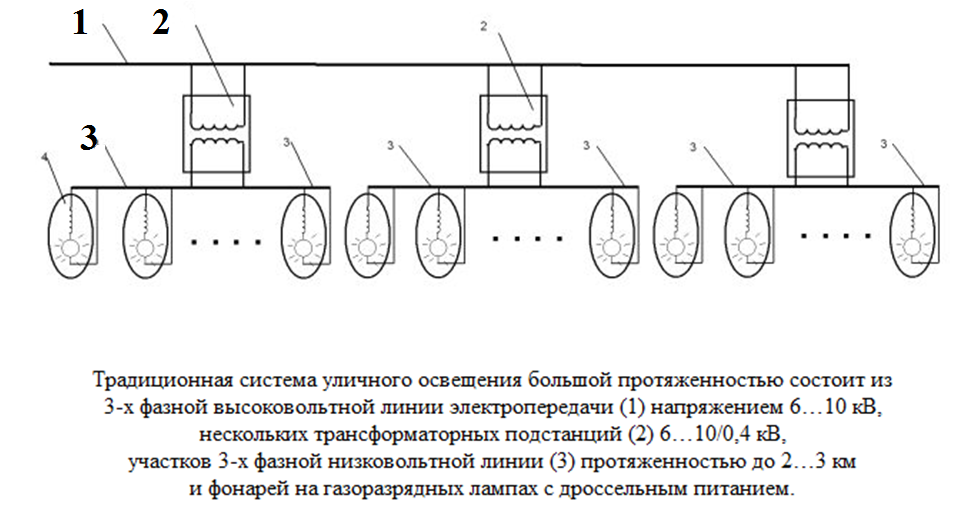 1
2
2
3
4
3
3
3
3
3
Традиционная система уличного освещения большой протяженностью состоит из
3-х фазной высоковольтной линии электропередачи (1) напряжением 6…10 кВ,
нескольких трансформаторных подстанций (2) 6…10/0,4 кВ,
участков 3-х фазной низковольтной линии (3) протяженностью до 2…3 км
и фонарей на газоразрядных лампах с дроссельным питанием.